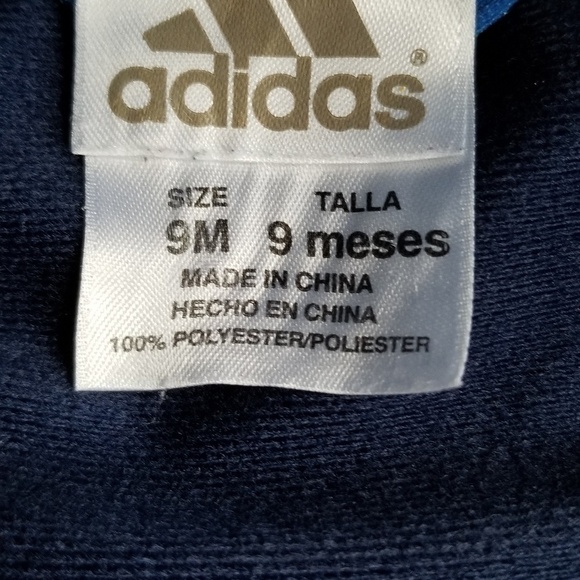 adidas®
SIZE TALLA
9M 9 meses
MADE IN CHINA
HECHO EN CHINA
100% POLYESTER/POLIESTER